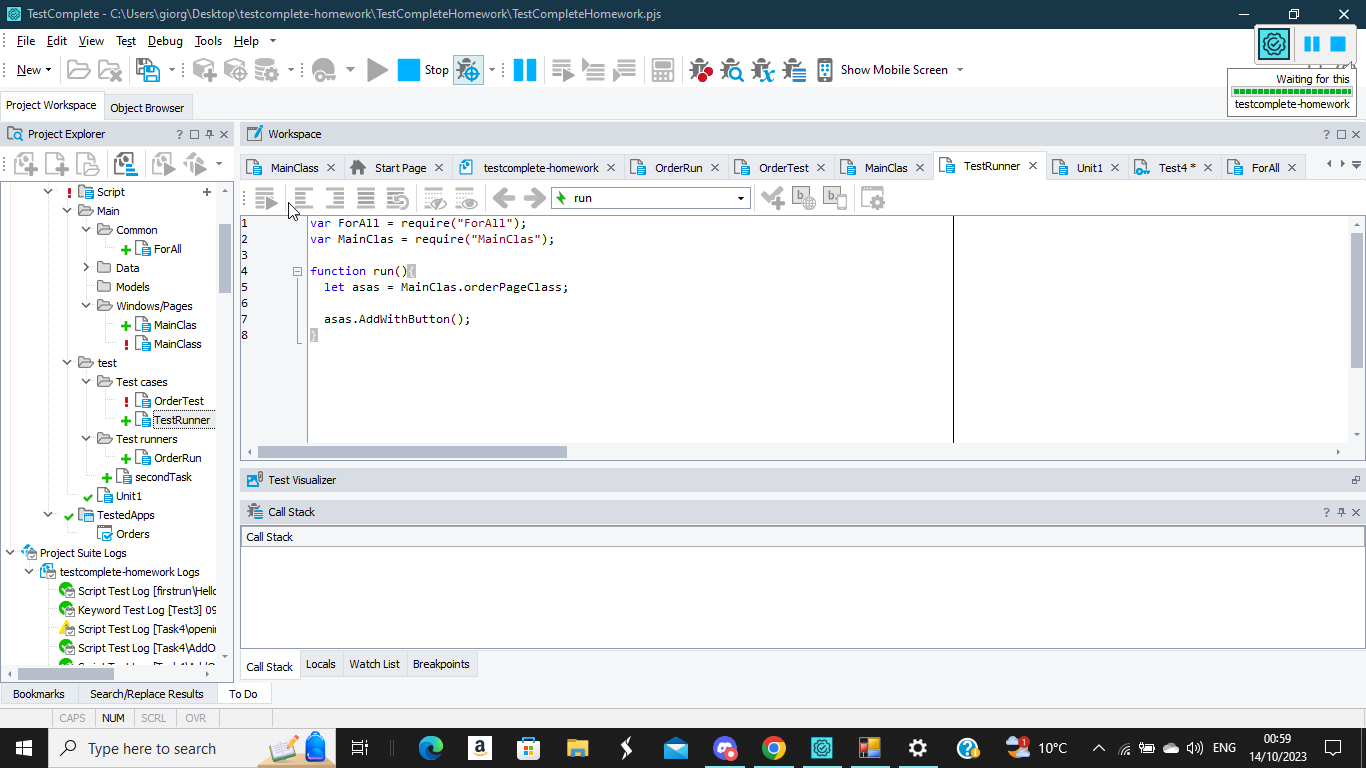 TestComplete - C:\Users\giorg\Desktop\testcomplete-homework\TestCompleteHomework\TestCompleteHomework.pjs
File Edit View Test Debug Tools Help
New Stop Show Mobile Screen
Waiting for this
testcomplete-homework
Project Workspace Object Browser
Project Explorer ?
Workspace ?
MainClass Start Page testcomplete-homework OrderRun OrderTest MainClas TestRunner Unit1 Test4 * ForAll
run
Script
Main
Common
ForAll
Data
Models
Windows/Pages
MainClas
MainClass
test
Test cases
OrderTest
TestRunner
Test runners
OrderRun
secondTask
Unit1
TestedApps
Orders
Project Suite Logs
testcomplete-homework Logs
Script Test Log [firstrun\Hello
Keyword Test Log [Test3] 09
Script Test Log [Task4\openi
Script Test Log [Task4\AddO
1 var ForAll = require("ForAll");
2 var MainClas = require("MainClas");
3
4 function run(){
5 let asas = MainClas.orderPageClass;
6
7 asas.AddWithButton();
8 }
Test Visualizer
Call Stack ?
Call Stack
Call Stack Locals Watch List Breakpoints
Bookmarks Search/Replace Results To Do
CAPS NUM SCRL OVR
Type here to search
10°C ENG
00:59
14/10/2023